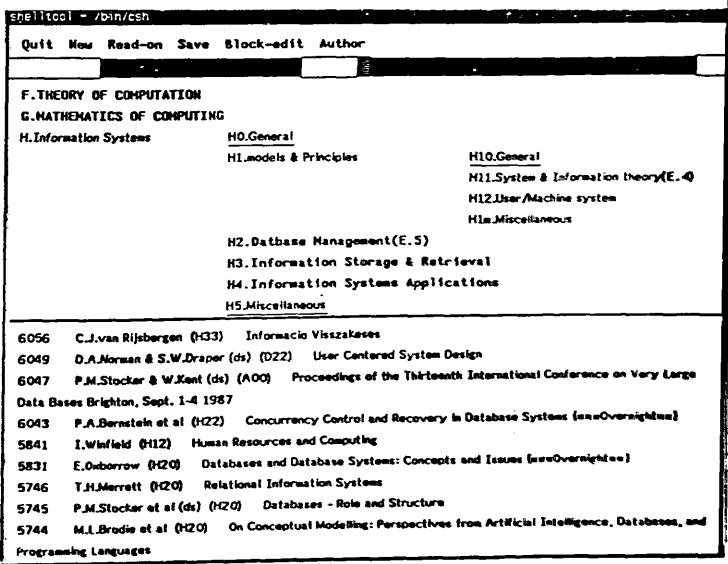 shelltool - /bin/csh
Quit New Read-on Save Block-edit Author
F.THEORY OF COMPUTATION
G.MATHEMATICS OF COMPUTING
H.Information Systems H0.General
H1.models & Principles H10.General
H11.System & Information theory(E.4)
H12.User/Machine system
H1m.Miscellaneous
H2.Datbase Management(E.5)
H3.Information Storage & Retrieval
H4.Information Systems Applications
H5.Miscellaneous
6056 C.J.van Rijsbergen (H33) Informacio Visszakeses
6049 D.A.Norman & S.W.Draper (ds) (D22) User Centered System Design
6047 P.M.Stocker & W.Kent (ds) (A00) Proceedings of the Thirteenth International Conference on Very Large
Data Bases Brighton, Sept. 1-4 1987
6043 P.A.Bernstein et al (H22) Concurrency Control and Recovery in Database Systems {===Overnight==}
5841 I.Winfield (H12) Human Resources and Computing
5831 E.Oxborrow (H20) Databases and Database Systems: Concepts and Issues {===Overnight==}
5746 T.H.Merrett (H20) Relational Information Systems
5745 P.M.Stocker et al (ds) (H20) Databases - Role and Structure
5744 M.L.Brodie et al (H20) On Conceptual Modelling: Perspectives from Artificial Intelligence, Databases, and
Programming Languages